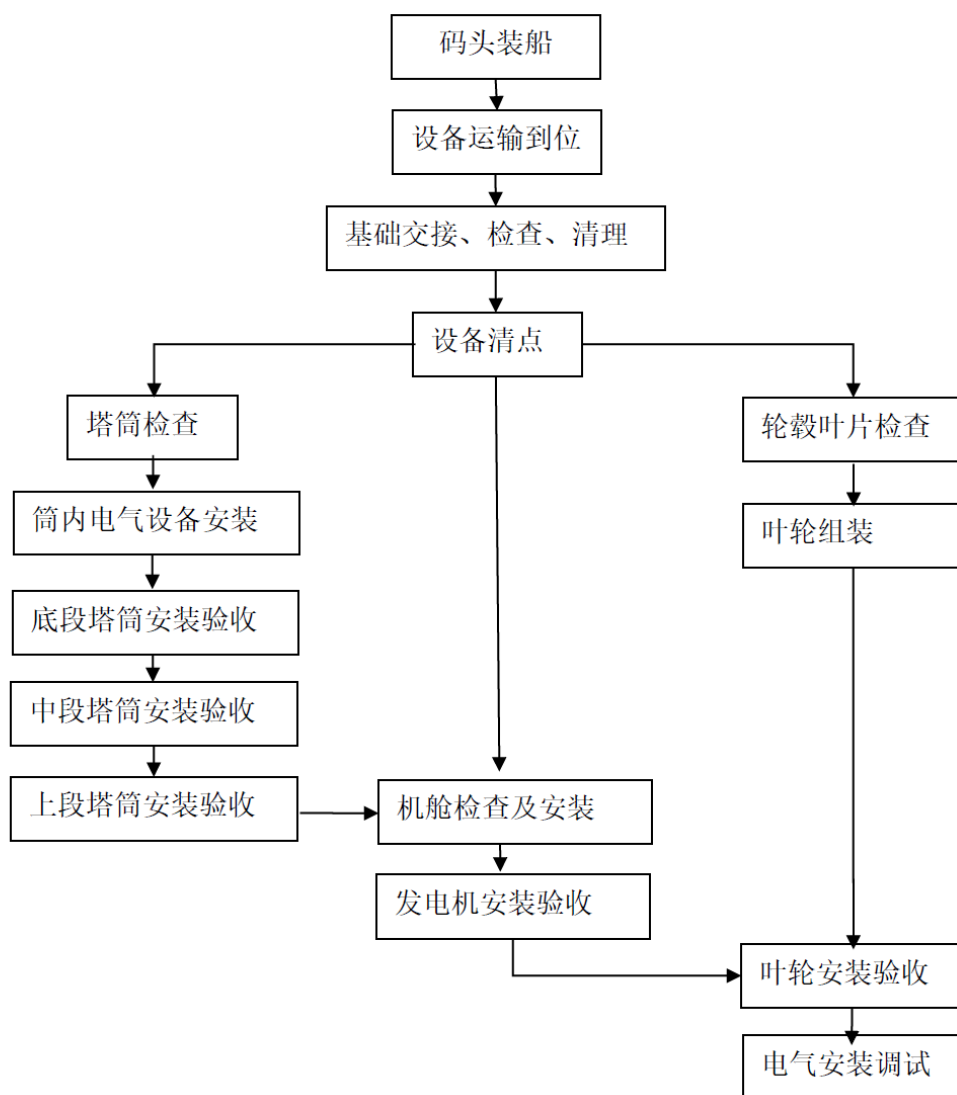 码头装船
设备运输到位
基础交接、检查、清理
设备清点
塔筒检查
轮毂叶片检查
筒内电气设备安装
叶轮组装
底段塔筒安装验收
中段塔筒安装验收
上段塔筒安装验收
机舱检查及安装
发电机安装验收
叶轮安装验收
电气安装调试